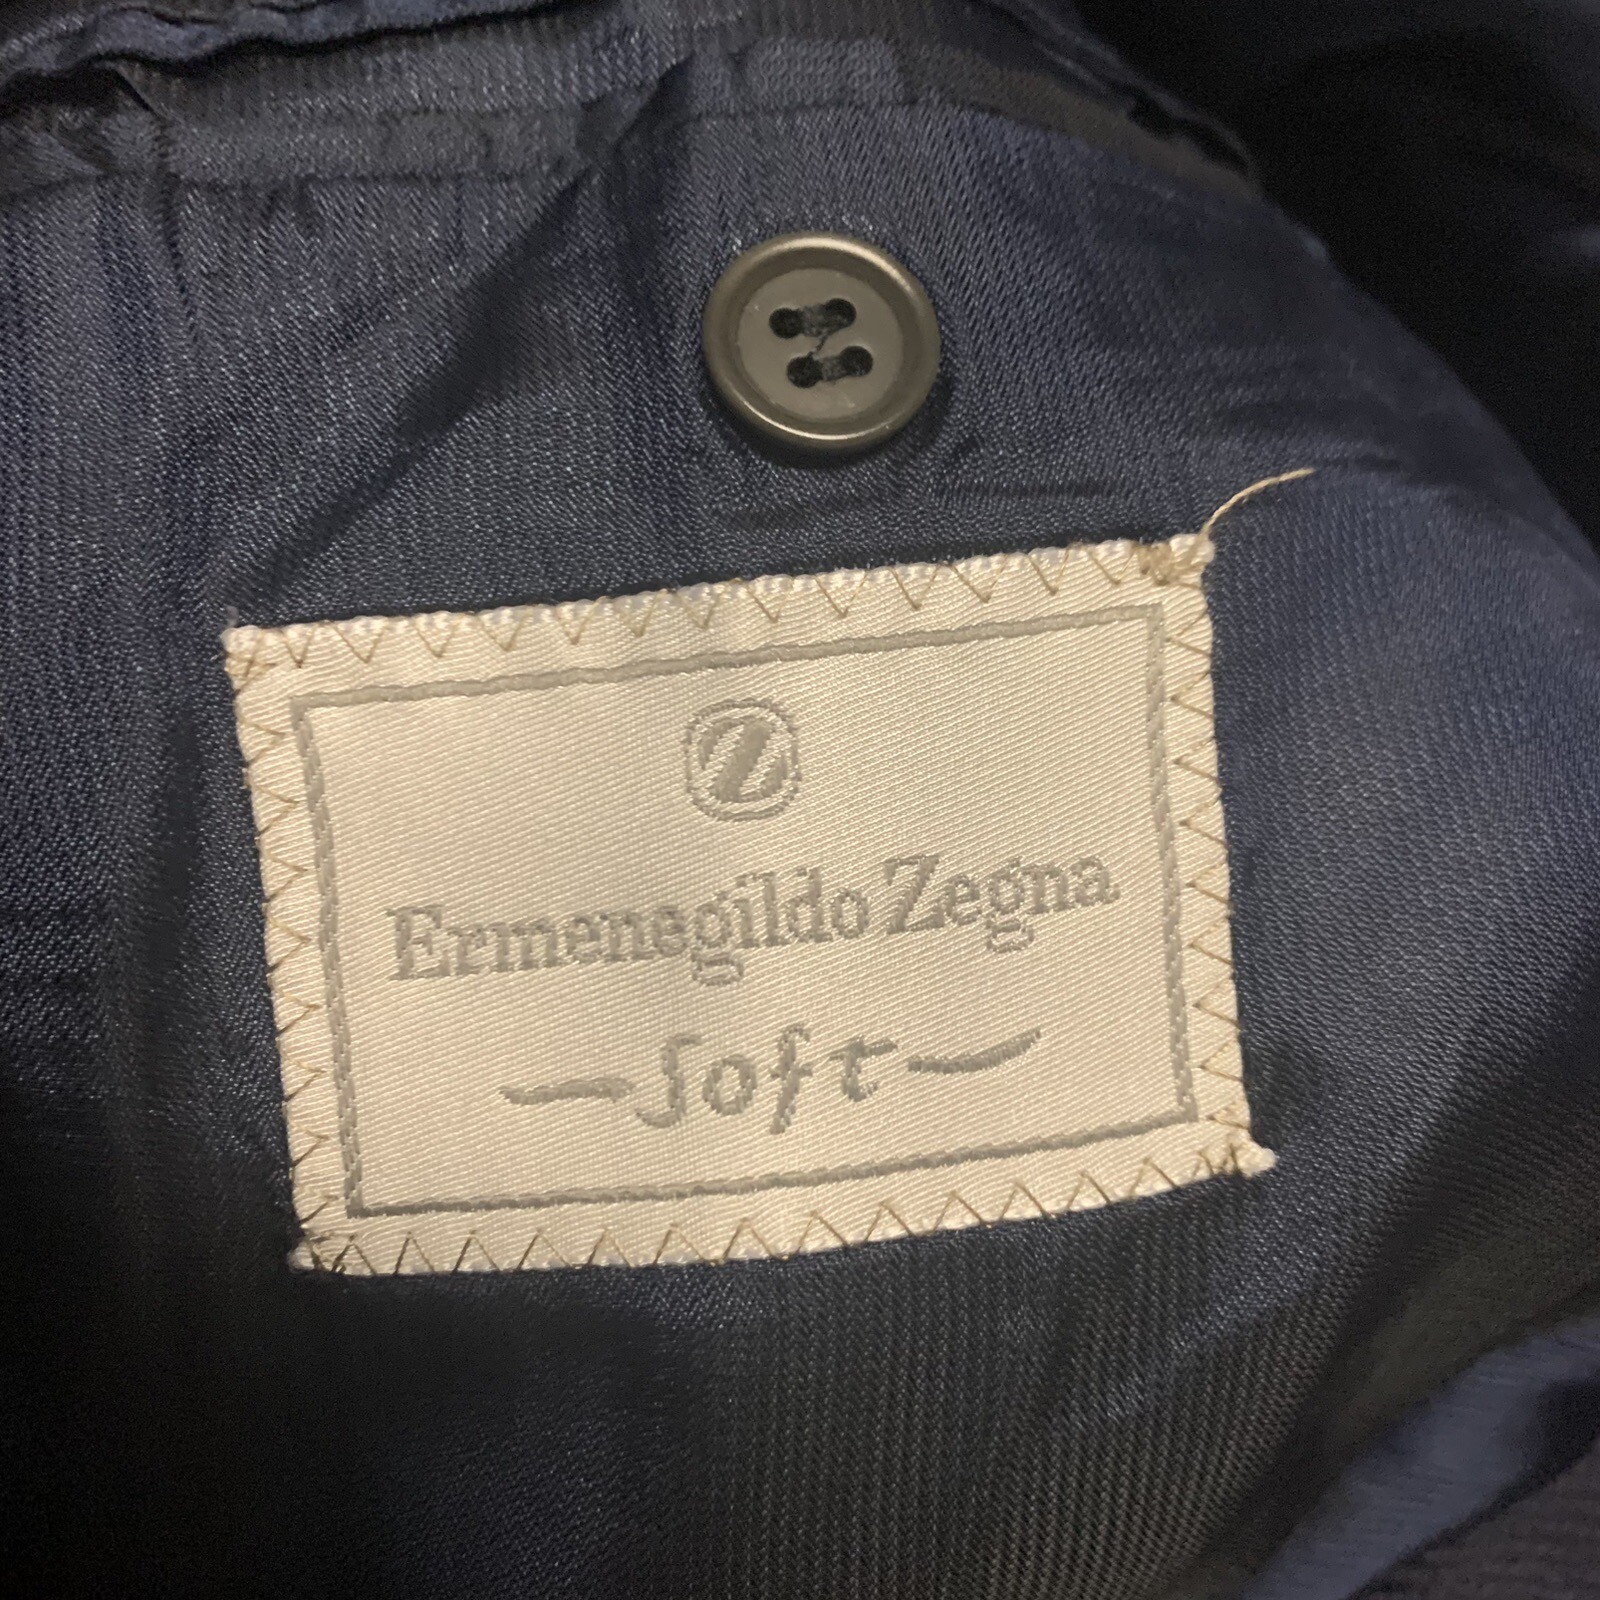 Z
Ermenegildo Zegna
—Soft—